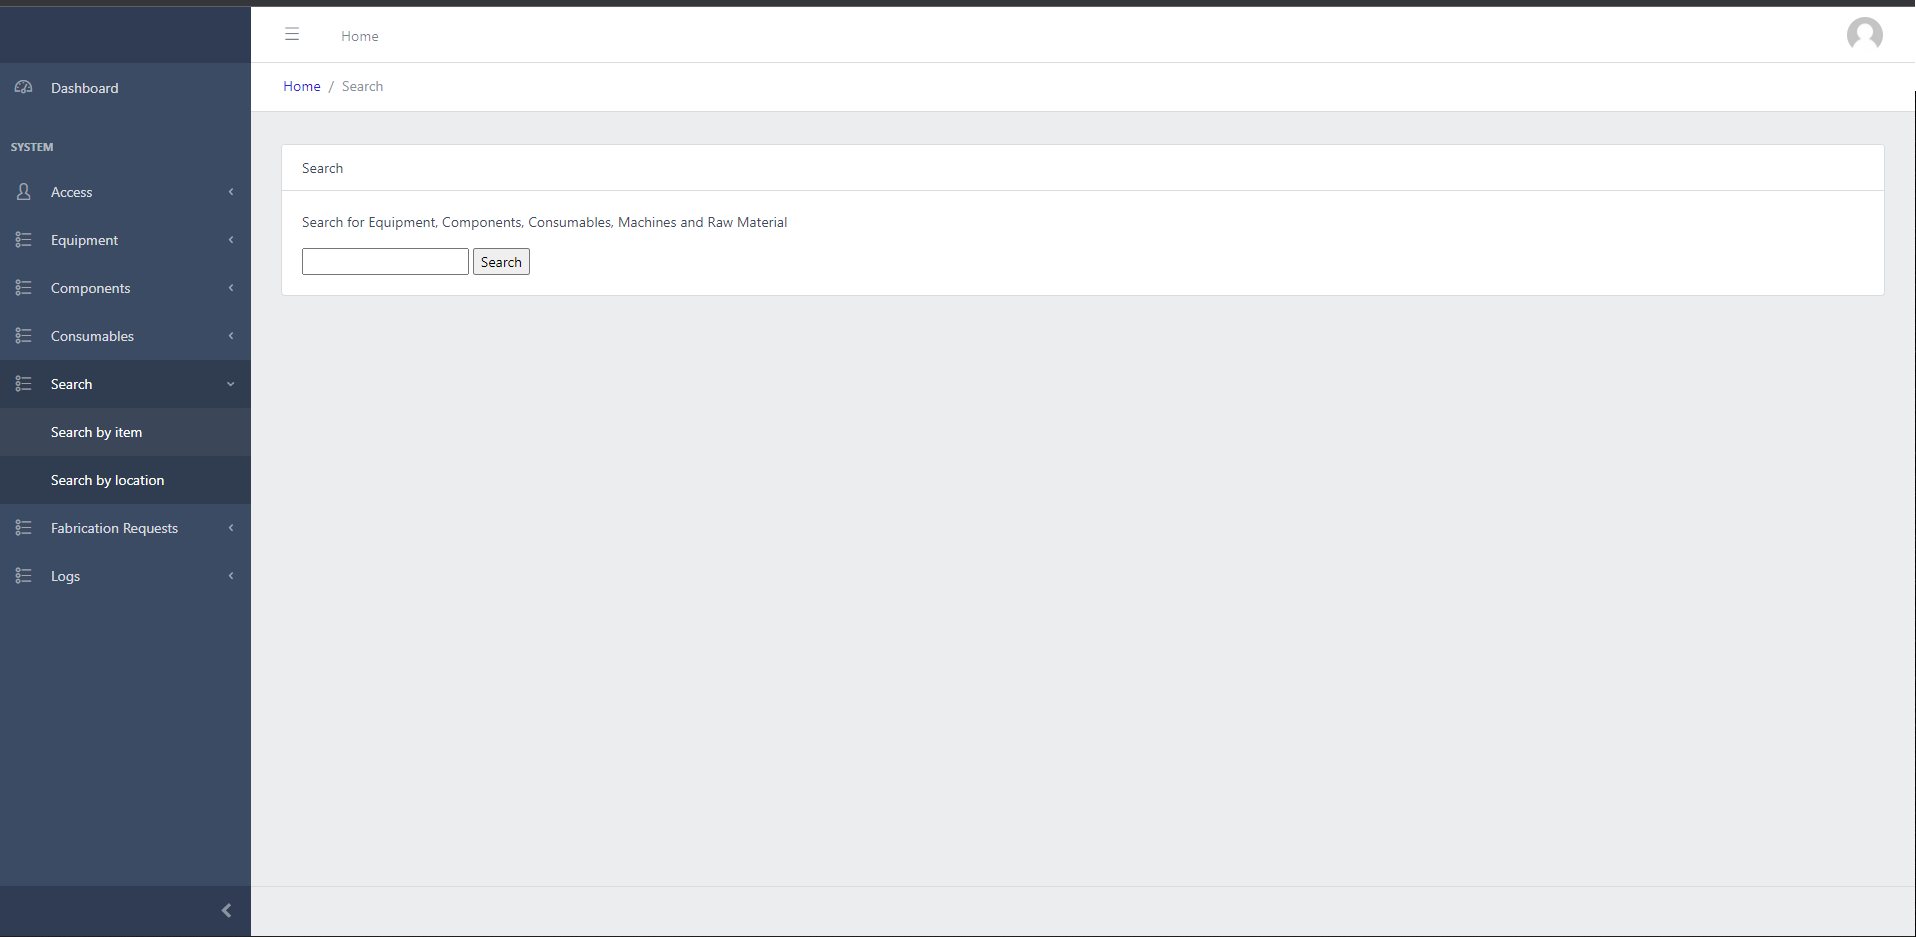 Home
Home / Search
Dashboard
SYSTEM
Access
Equipment
Components
Consumables
Search
Search by item
Search by location
Fabrication Requests
Logs
Search
Search for Equipment, Components, Consumables, Machines and Raw Material
Search